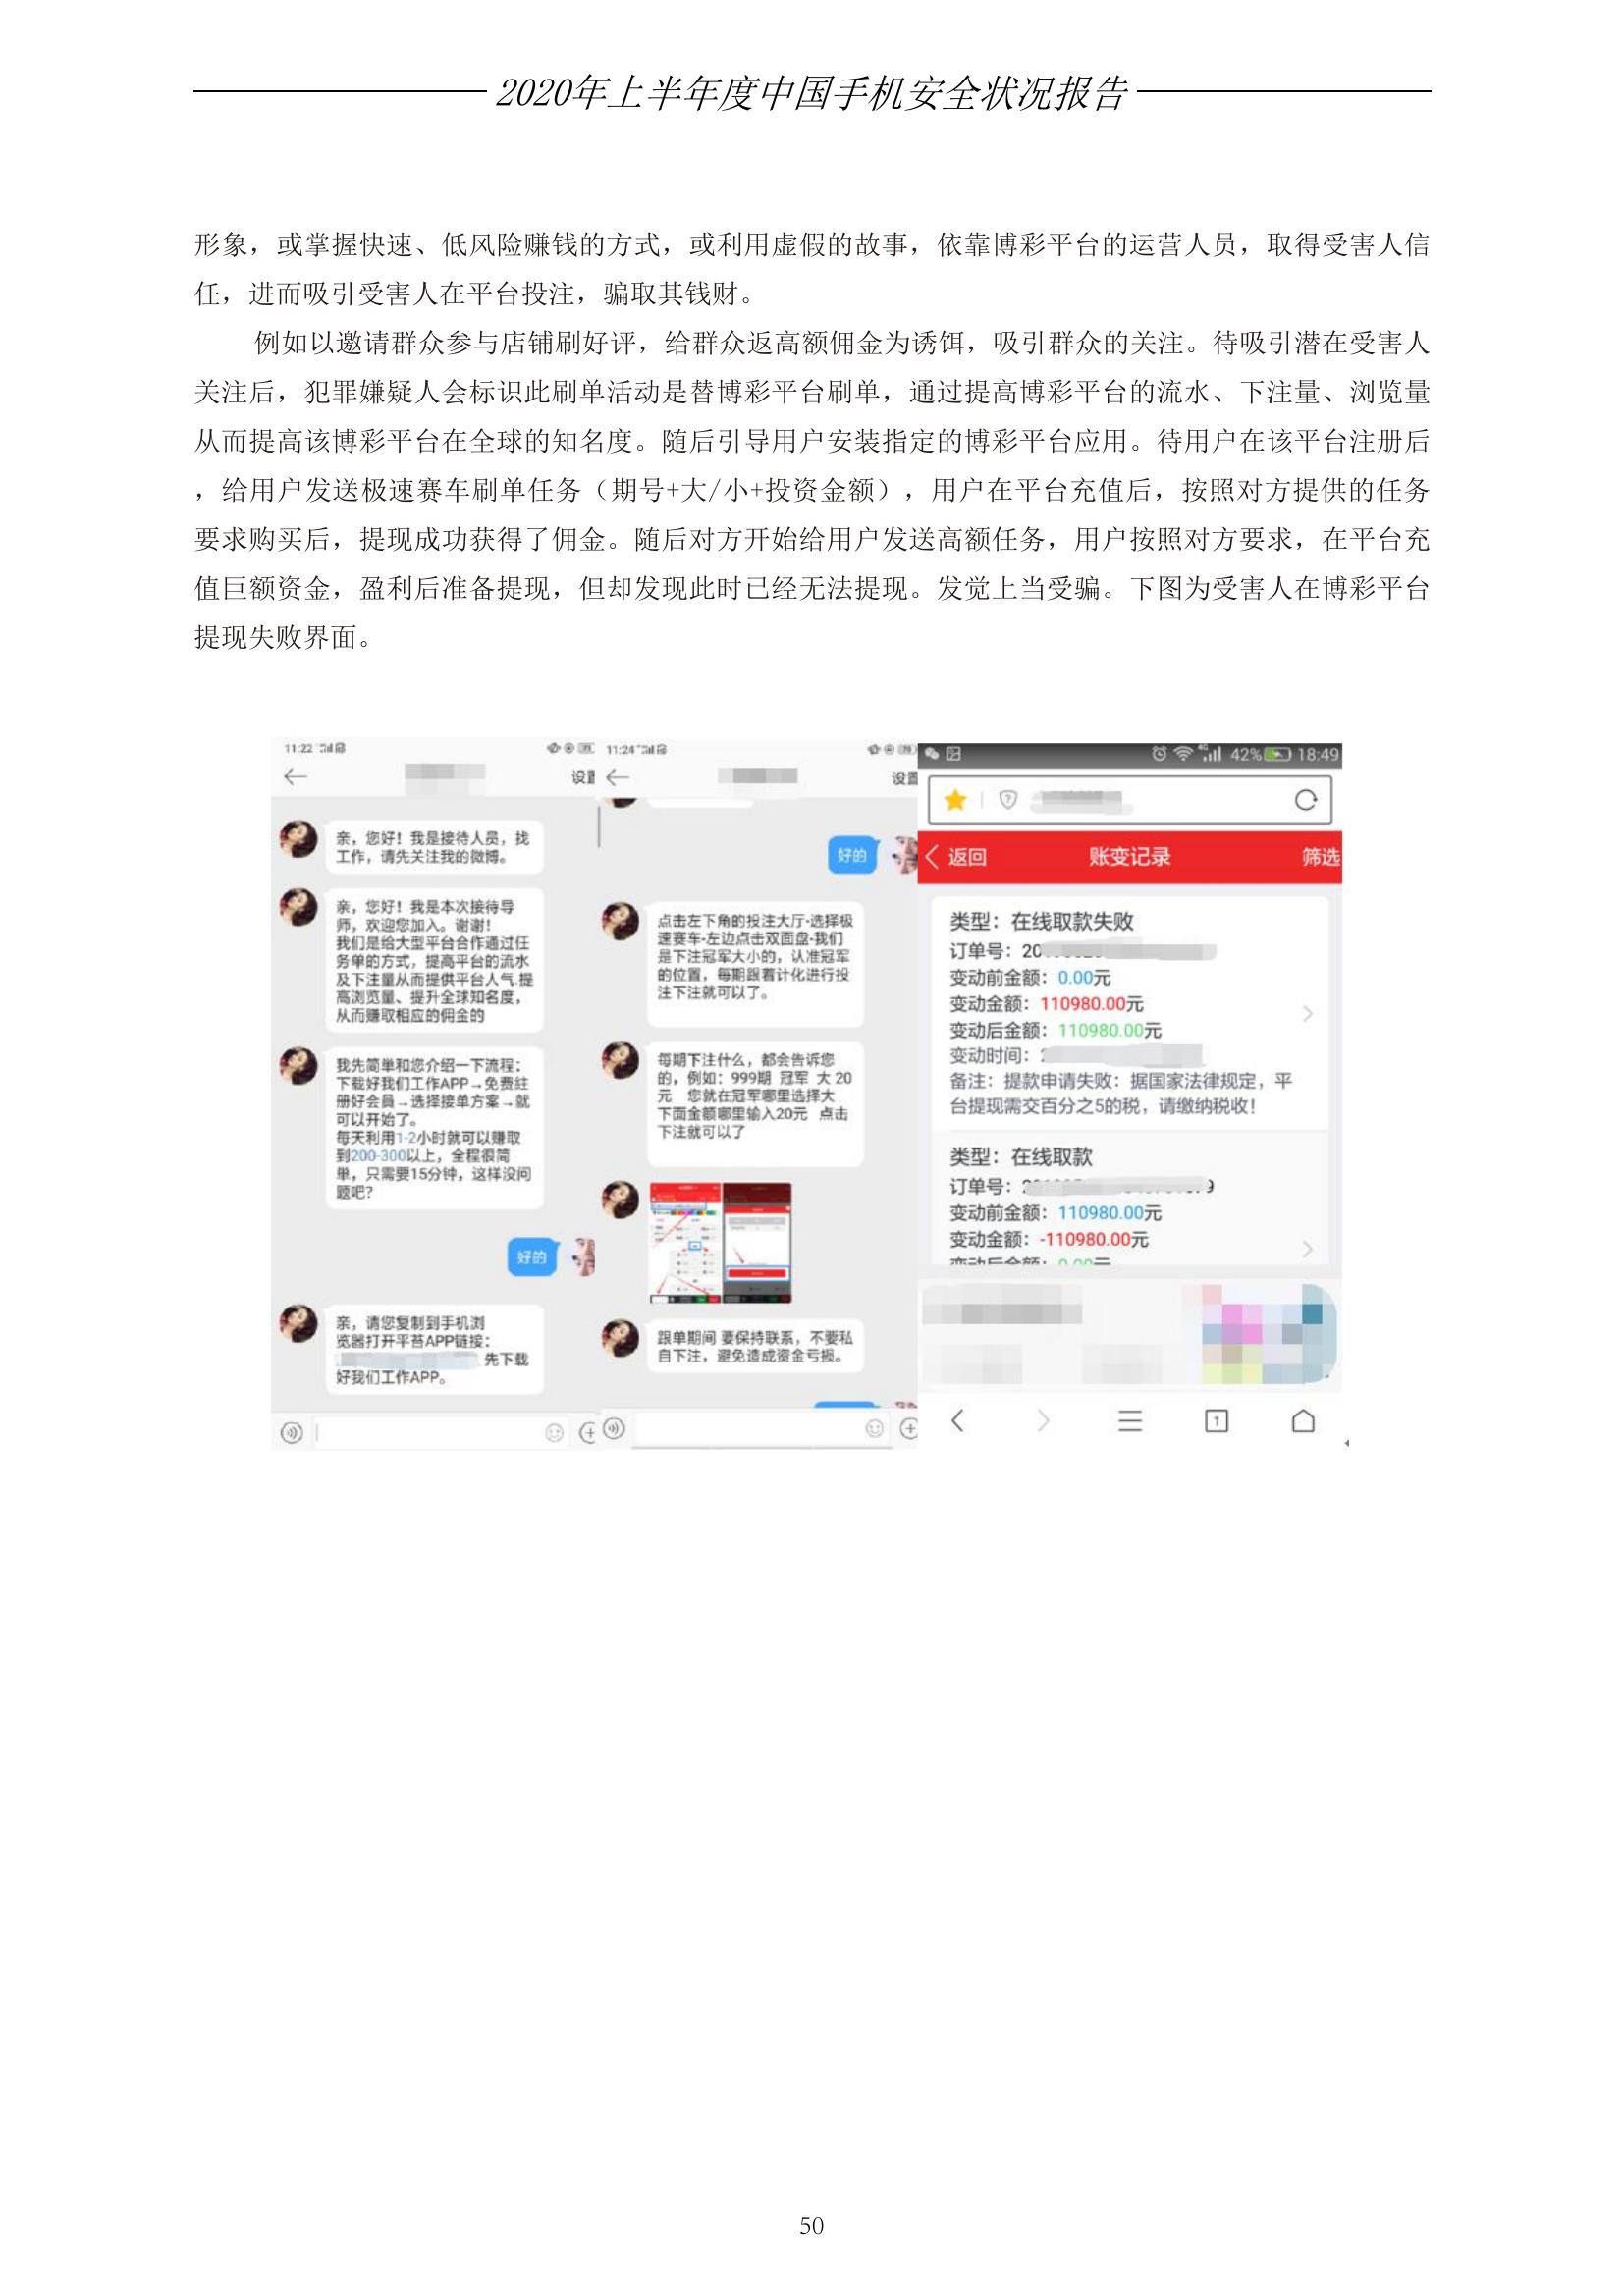 2020年上半年度中国手机安全状况报告
形象，或掌握快速、低风险赚钱的方式，或利用虚假的故事，依靠博彩平台的运营人员，取得受害人信
任，进而吸引受害人在平台投注，骗取其钱财。
例如以邀请群众参与店铺刷好评，给群众返高额佣金为诱饵，吸引群众的关注。待吸引潜在受害人
关注后，犯罪嫌疑人会标识此刷单活动是替博彩平台刷单，通过提高博彩平台的流水、下注量、浏览量
从而提高该博彩平台在全球的知名度。随后引导用户安装指定的博彩平台应用。待用户在该平台注册后
，给用户发送极速赛车刷单任务（期号+大/小+投资金额），用户在平台充值后，按照对方提供的任务
要求购买后，提现成功获得了佣金。随后对方开始给用户发送高额任务，用户按照对方要求，在平台充
值巨额资金，盈利后准备提现，但却发现此时已经无法提现。发觉上当受骗。下图为受害人在博彩平台
提现失败界面。
11:22
设置
亲，您好！我是接待人员，找
工作，请先关注我的微博。
亲，您好！我是本次接待导
师，欢迎您加入。谢谢！
我们是给大型平台合作通过任
务单的方式，提高平台的流水
及下注量从而提供平台人气.提
高浏览量、提升全球知名度，
从而赚取相应的佣金的
我先简单和您介绍一下流程：
下载好我们工作APP→免费註
册好会員→选择接单方案→就
可以开始了。
每天利用1-2小时就可以赚取
到200-300以上，全程很简
单，只需要15分钟，这样没问
题吧？
好的
亲，请您复制到手机浏
览器打开平苔APP链接：
先下载
好我们工作APP。
11:24
设置
好的
点击左下角的投注大厅-选择极
速赛车-左边点击双面盘-我们
是下注冠军大小的，认准冠军
的位置，每期跟着计化进行投
注下注就可以了。
每期下注什么，都会告诉您
的，例如：999期 冠军 大 20
元 您就在冠军哪里选择大
下面金额哪里输入20元 点击
下注就可以了
跟单期间 要保持联系，不要私
自下注，避免造成资金亏损。
42% 18:49
返回 账变记录 筛选
类型：在线取款失败
订单号：20
变动前金额：0.00元
变动金额：110980.00元
变动后金额：110980.00元
变动时间：
备注：提款申请失败：据国家法律规定，平
台提现需交百分之5的税，请缴纳税收！
类型：在线取款
订单号：
变动前金额：110980.00元
变动金额：-110980.00元
变动后金额：0.00元
1
50